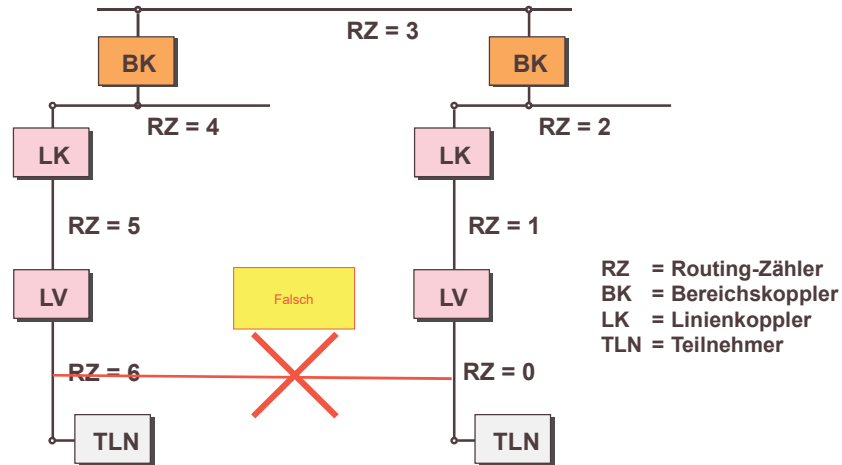 RZ = 3
BK
BK
RZ = 4
RZ = 2
LK
LK
RZ = 5
RZ = 1
RZ = Routing-Zähler
BK = Bereichskoppler
LK = Linienkoppler
TLN = Teilnehmer
LV
Falsch
LV
RZ = 6
RZ = 0
TLN
TLN